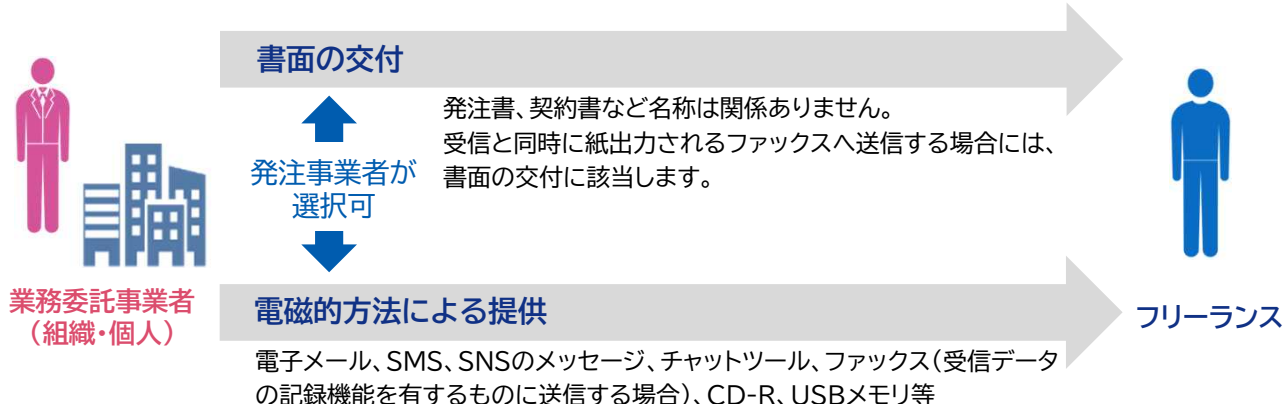 書面の交付
発注書、契約書など名称は関係ありません。
受信と同時に紙出力されるファックスへ送信する場合には、
書面の交付に該当します。
発注事業者が
選択可
業務委託事業者
（組織・個人）
電磁的方法による提供
フリーランス
電子メール、SMS、SNSのメッセージ、チャットツール、ファックス（受信データ
の記録機能を有するものに送信する場合）、CD-R、USBメモリ等